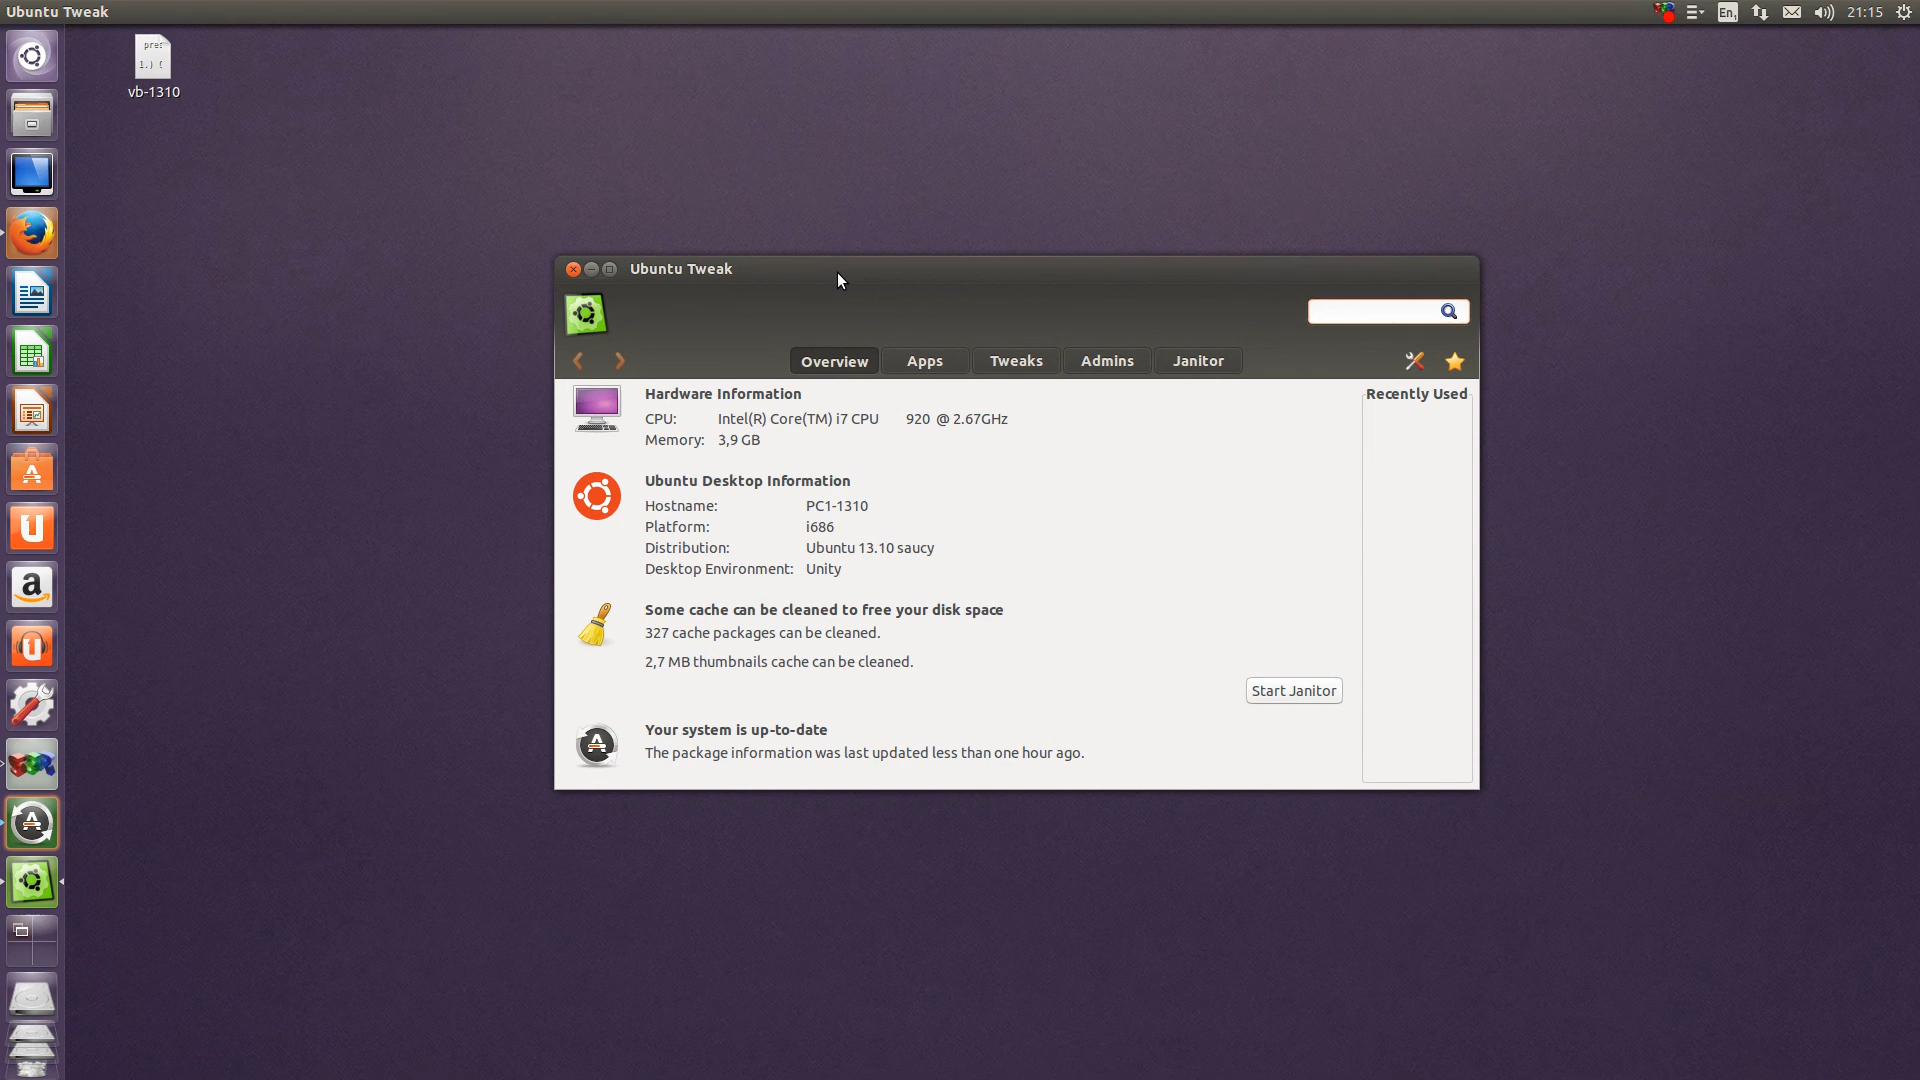 Ubuntu Tweak
En1
21:15
pre:
1.) (
vb-1310
Ubuntu Tweak
Overview
Apps
Tweaks
Admins
Janitor
Hardware Information
CPU: Intel(R) Core(TM) i7 CPU 920 @ 2.67GHz
Memory: 3,9 GB
Recently Used
Ubuntu Desktop Information
Hostname: PC1-1310
Platform: i686
Distribution: Ubuntu 13.10 saucy
Desktop Environment: Unity
Some cache can be cleaned to free your disk space
327 cache packages can be cleaned.
2,7 MB thumbnails cache can be cleaned.
Start Janitor
Your system is up-to-date
The package information was last updated less than one hour ago.